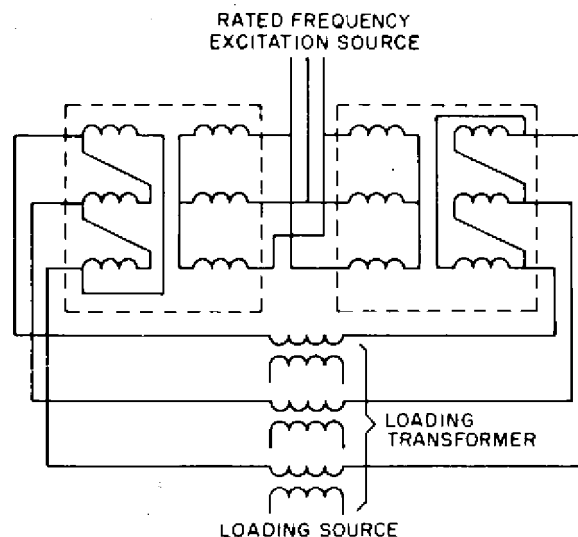 RATED FREQUENCY
EXCITATION SOURCE
LOADING
TRANSFORMER
LOADING SOURCE